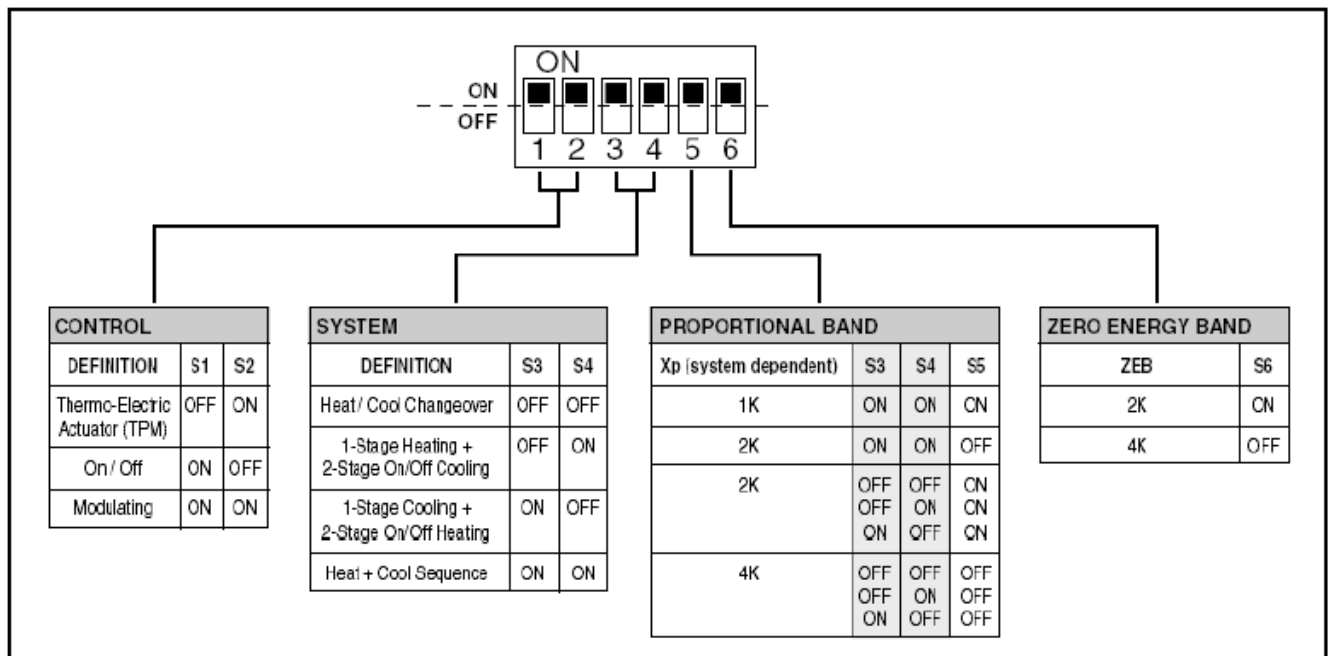 ON
ON
OFF
1 2 3 4 5 6
CONTROL
DEFINITION S1 S2
Thermo-Electric OFF ON
Actuator (TPM)
On / Off ON OFF
Modulating ON ON
SYSTEM
DEFINITION S3 S4
Heat / Cool Changeover OFF OFF
1-Stage Heating + OFF ON
2-Stage On/Off Cooling
1-Stage Cooling + ON OFF
2-Stage On/Off Heating
Heat + Cool Sequence ON ON
PROPORTIONAL BAND
Xp (system dependent) S3 S4 S5
1K ON ON ON
2K ON ON OFF
2K OFF OFF ON
OFF ON ON
ON OFF ON
4K OFF OFF OFF
OFF ON OFF
ON OFF OFF
ZERO ENERGY BAND
ZEB S6
2K ON
4K OFF